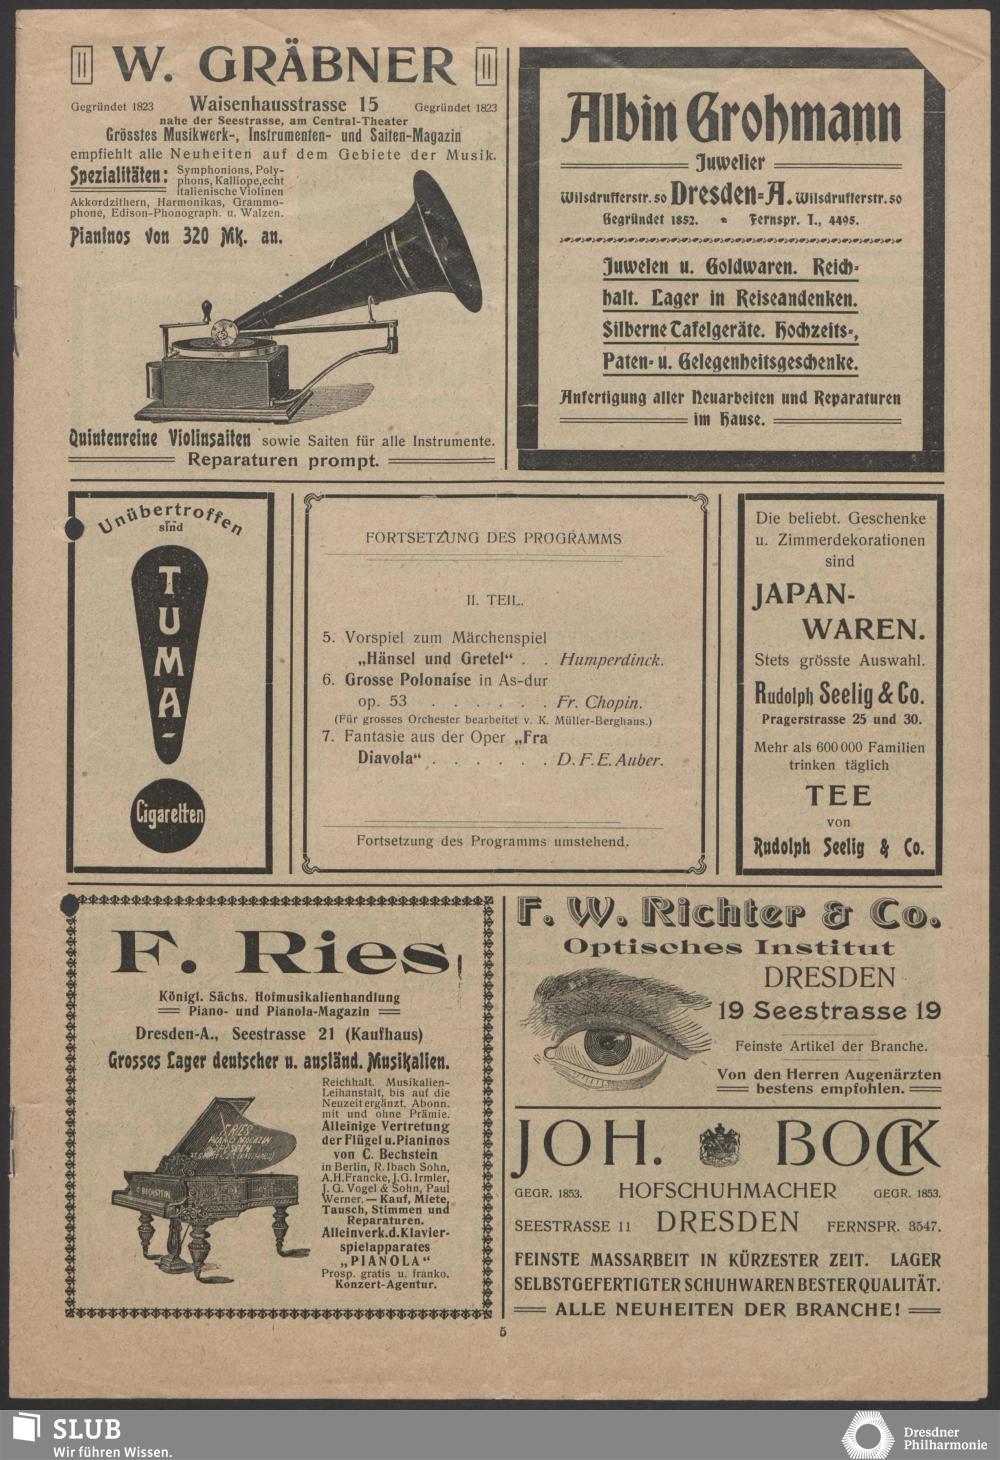 W. GRÄBNER
Gegründet 1823 Waisenhausstrasse 15 Gegründet 1823
nahe der Seestrasse, am Central-Theater
Grösstes Musikwerk-, Instrumenten- und Saiten-Magazin
empfiehlt alle Neuheiten auf dem Gebiete der Musik.
Spezialitäten: Symphonions, Poly-
phons, Kalliope, echt
italienische Violinen
Akkordzithern, Harmonikas, Grammo-
phone, Edison-Phonograph. u. Walzen.
Pianinos von 320 Mk. an.
Quintenreine Violinsaiten sowie Saiten für alle Instrumente.
Reparaturen prompt.
Albin Grohmann
Juwelier
Wilsdrufferstr. 50 Dresden-A. Wilsdrufferstr. 50
Gegründet 1852. Fernspr. I., 4495.
Juwelen u. Goldwaren. Reich-
halt. Lager in Reiseandenken.
Silberne Tafelgeräte. Hochzeits-,
Paten- u. Gelegenheitsgeschenke.
Anfertigung aller Neuarbeiten und Reparaturen
im Hause.
Unübertroffen
sind
TUMA-
Cigaretten
FORTSETZUNG DES PROGRAMMS
II. TEIL.
5. Vorspiel zum Märchenspiel
„Hänsel und Gretel“ . . Humperdinck.
6. Grosse Polonaise in As-dur
op. 53 . . . . . . Fr. Chopin.
(Für grosses Orchester bearbeitet v. K. Müller-Berghaus.)
7. Fantasie aus der Oper „Fra
Diavola“ . . . . . . D. F. E. Auber.
Fortsetzung des Programms umstehend.
Die beliebt. Geschenke
u. Zimmerdekorationen
sind
JAPAN-
WAREN.
Stets grösste Auswahl.
Rudolph Seelig & Co.
Pragerstrasse 25 und 30.
Mehr als 600 000 Familien
trinken täglich
TEE
von
Rudolph Seelig & Co.
F. Ries
Königl. Sächs. Hofmusikalienhandlung
Piano- und Pianola-Magazin
Dresden-A., Seestrasse 21 (Kaufhaus)
Grosses Lager deutscher u. ausländ. Musikalien.
Reichhalt. Musikalien-
Leihanstalt, bis auf die
Neuzeit ergänzt. Abonn.
mit und ohne Prämie.
Alleinige Vertretung
der Flügel u. Pianinos
von C. Bechstein
in Berlin, R. Ibach Sohn,
A. H. Francke, J. G. Irmler,
J. G. Vogel & Sohn, Paul
Werner. — Kauf, Miete,
Tausch, Stimmen und
Reparaturen.
Alleinverk. d. Klavier-
spielapparates
„PIANOLA“
Prosp. gratis u. franko.
Konzert-Agentur.
F. RIES
PIANO MAGAZIN
DRESDEN
C. BECHSTEIN
F. W. Richter & Co.
Optisches Institut
DRESDEN
19 Seestrasse 19
Feinste Artikel der Branche.
Von den Herren Augenärzten
bestens empfohlen.
JOH. BOCK
GEGR. 1853. HOFSCHUHMACHER GEGR. 1853.
SEESTRASSE 11 DRESDEN FERNSPR. 3547.
FEINSTE MASSARBEIT IN KÜRZESTER ZEIT. LAGER
SELBSTGEFERTIGTER SCHUHWAREN BESTER QUALITÄT.
ALLE NEUHEITEN DER BRANCHE!
5
SLUB
Wir führen Wissen.
Dresdner
Philharmonie